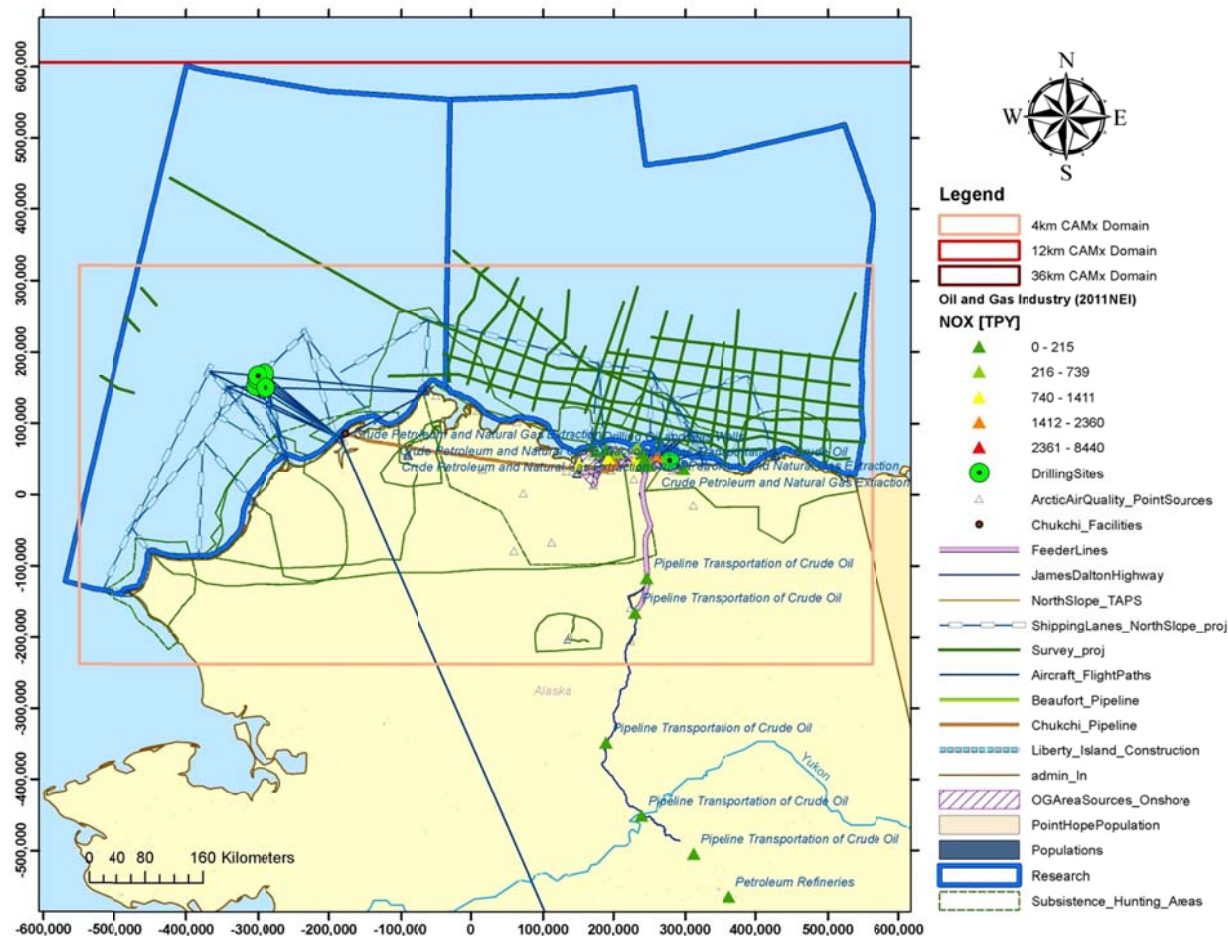 600,000
500,000
400,000
300,000
200,000
100,000
0
-100,000
-200,000
-300,000
-400,000
-500,000
-600,000 -500,000 -400,000 -300,000 -200,000 -100,000 0 100,000 200,000 300,000 400,000 500,000 600,000
Crude Petroleum and Natural Gas Extraction
Crude Petroleum and Natural Gas Extraction
Crude Petroleum and Natural Gas Extraction
Crude Oil
Petroleum and Natural Gas Extraction
Crude Petroleum and Natural Gas Extraction
Pipeline Transportation of Crude Oil
Pipeline Transportation of Crude Oil
Alaska
Pipeline Transportation of Crude Oil
Yukon
Pipeline Transportation of Crude Oil
Pipeline Transportation of Crude Oil
Petroleum Refineries
0 40 80 160 Kilometers
N
W E
S
Legend
4km CAMx Domain
12km CAMx Domain
36km CAMx Domain
Oil and Gas Industry (2011NEI)
NOX [TPY]
0 - 215
216 - 739
740 - 1411
1412 - 2360
2361 - 8440
DrillingSites
ArcticAirQuality_PointSources
Chukchi_Facilities
FeederLines
JamesDaltonHighway
NorthSlope_TAPS
ShippingLanes_NorthSlope_proj
Survey_proj
Aircraft_FlightPaths
Beaufort_Pipeline
Chukchi_Pipeline
Liberty_Island_Construction
admin_ln
OGAreaSources_Onshore
PointHopePopulation
Populations
Research
Subsistence_Hunting_Areas